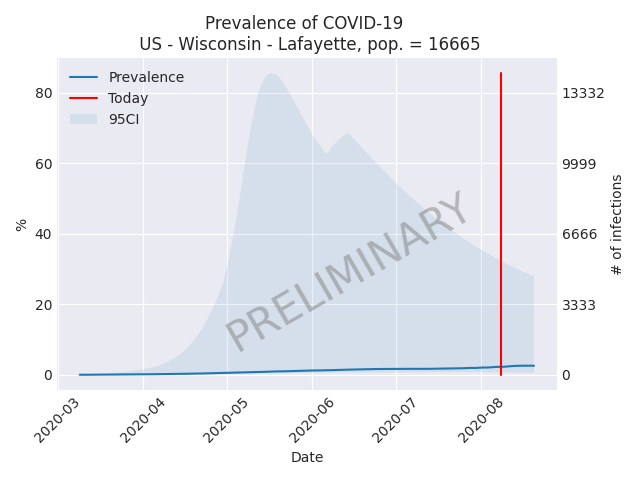 Prevalence of COVID-19
US - Wisconsin - Lafayette, pop. = 16665
Prevalence
Today
95CI
80
60
40
20
0
%
13332
9999
6666
3333
0
# of infections
PRELIMINARY
2020-03
2020-04
2020-05
2020-06
2020-07
2020-08
Date